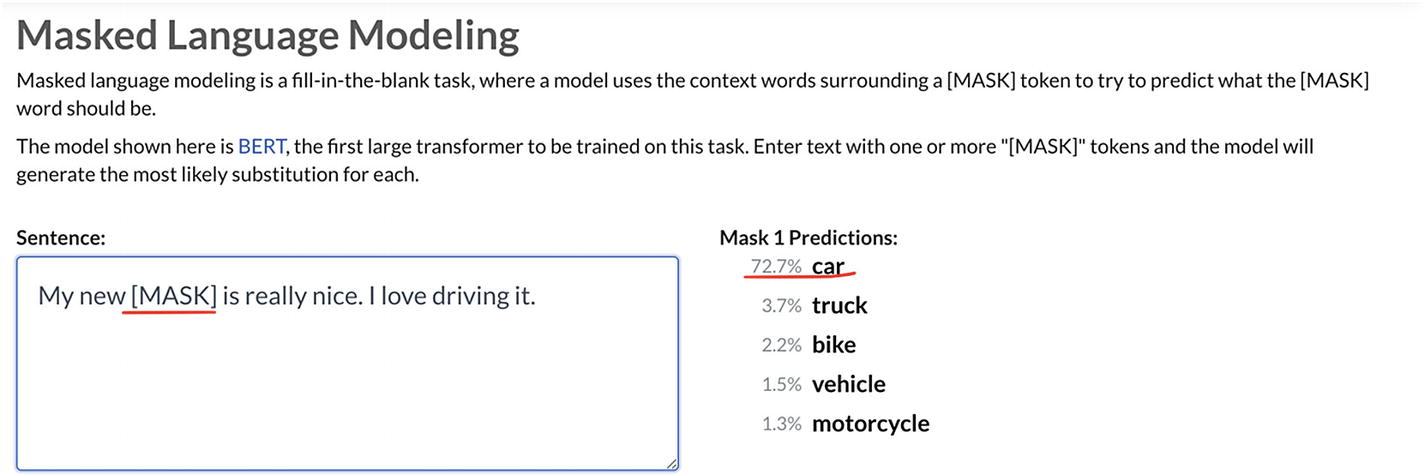 Masked Language Modeling
Masked language modeling is a fill-in-the-blank task, where a model uses the context words surrounding a [MASK] token to try to predict what the [MASK]
word should be.
The model shown here is BERT, the first large transformer to be trained on this task. Enter text with one or more "[MASK]" tokens and the model will
generate the most likely substitution for each.
Sentence:
My new [MASK] is really nice. I love driving it.
Mask 1 Predictions:
72.7% car
3.7% truck
2.2% bike
1.5% vehicle
1.3% motorcycle